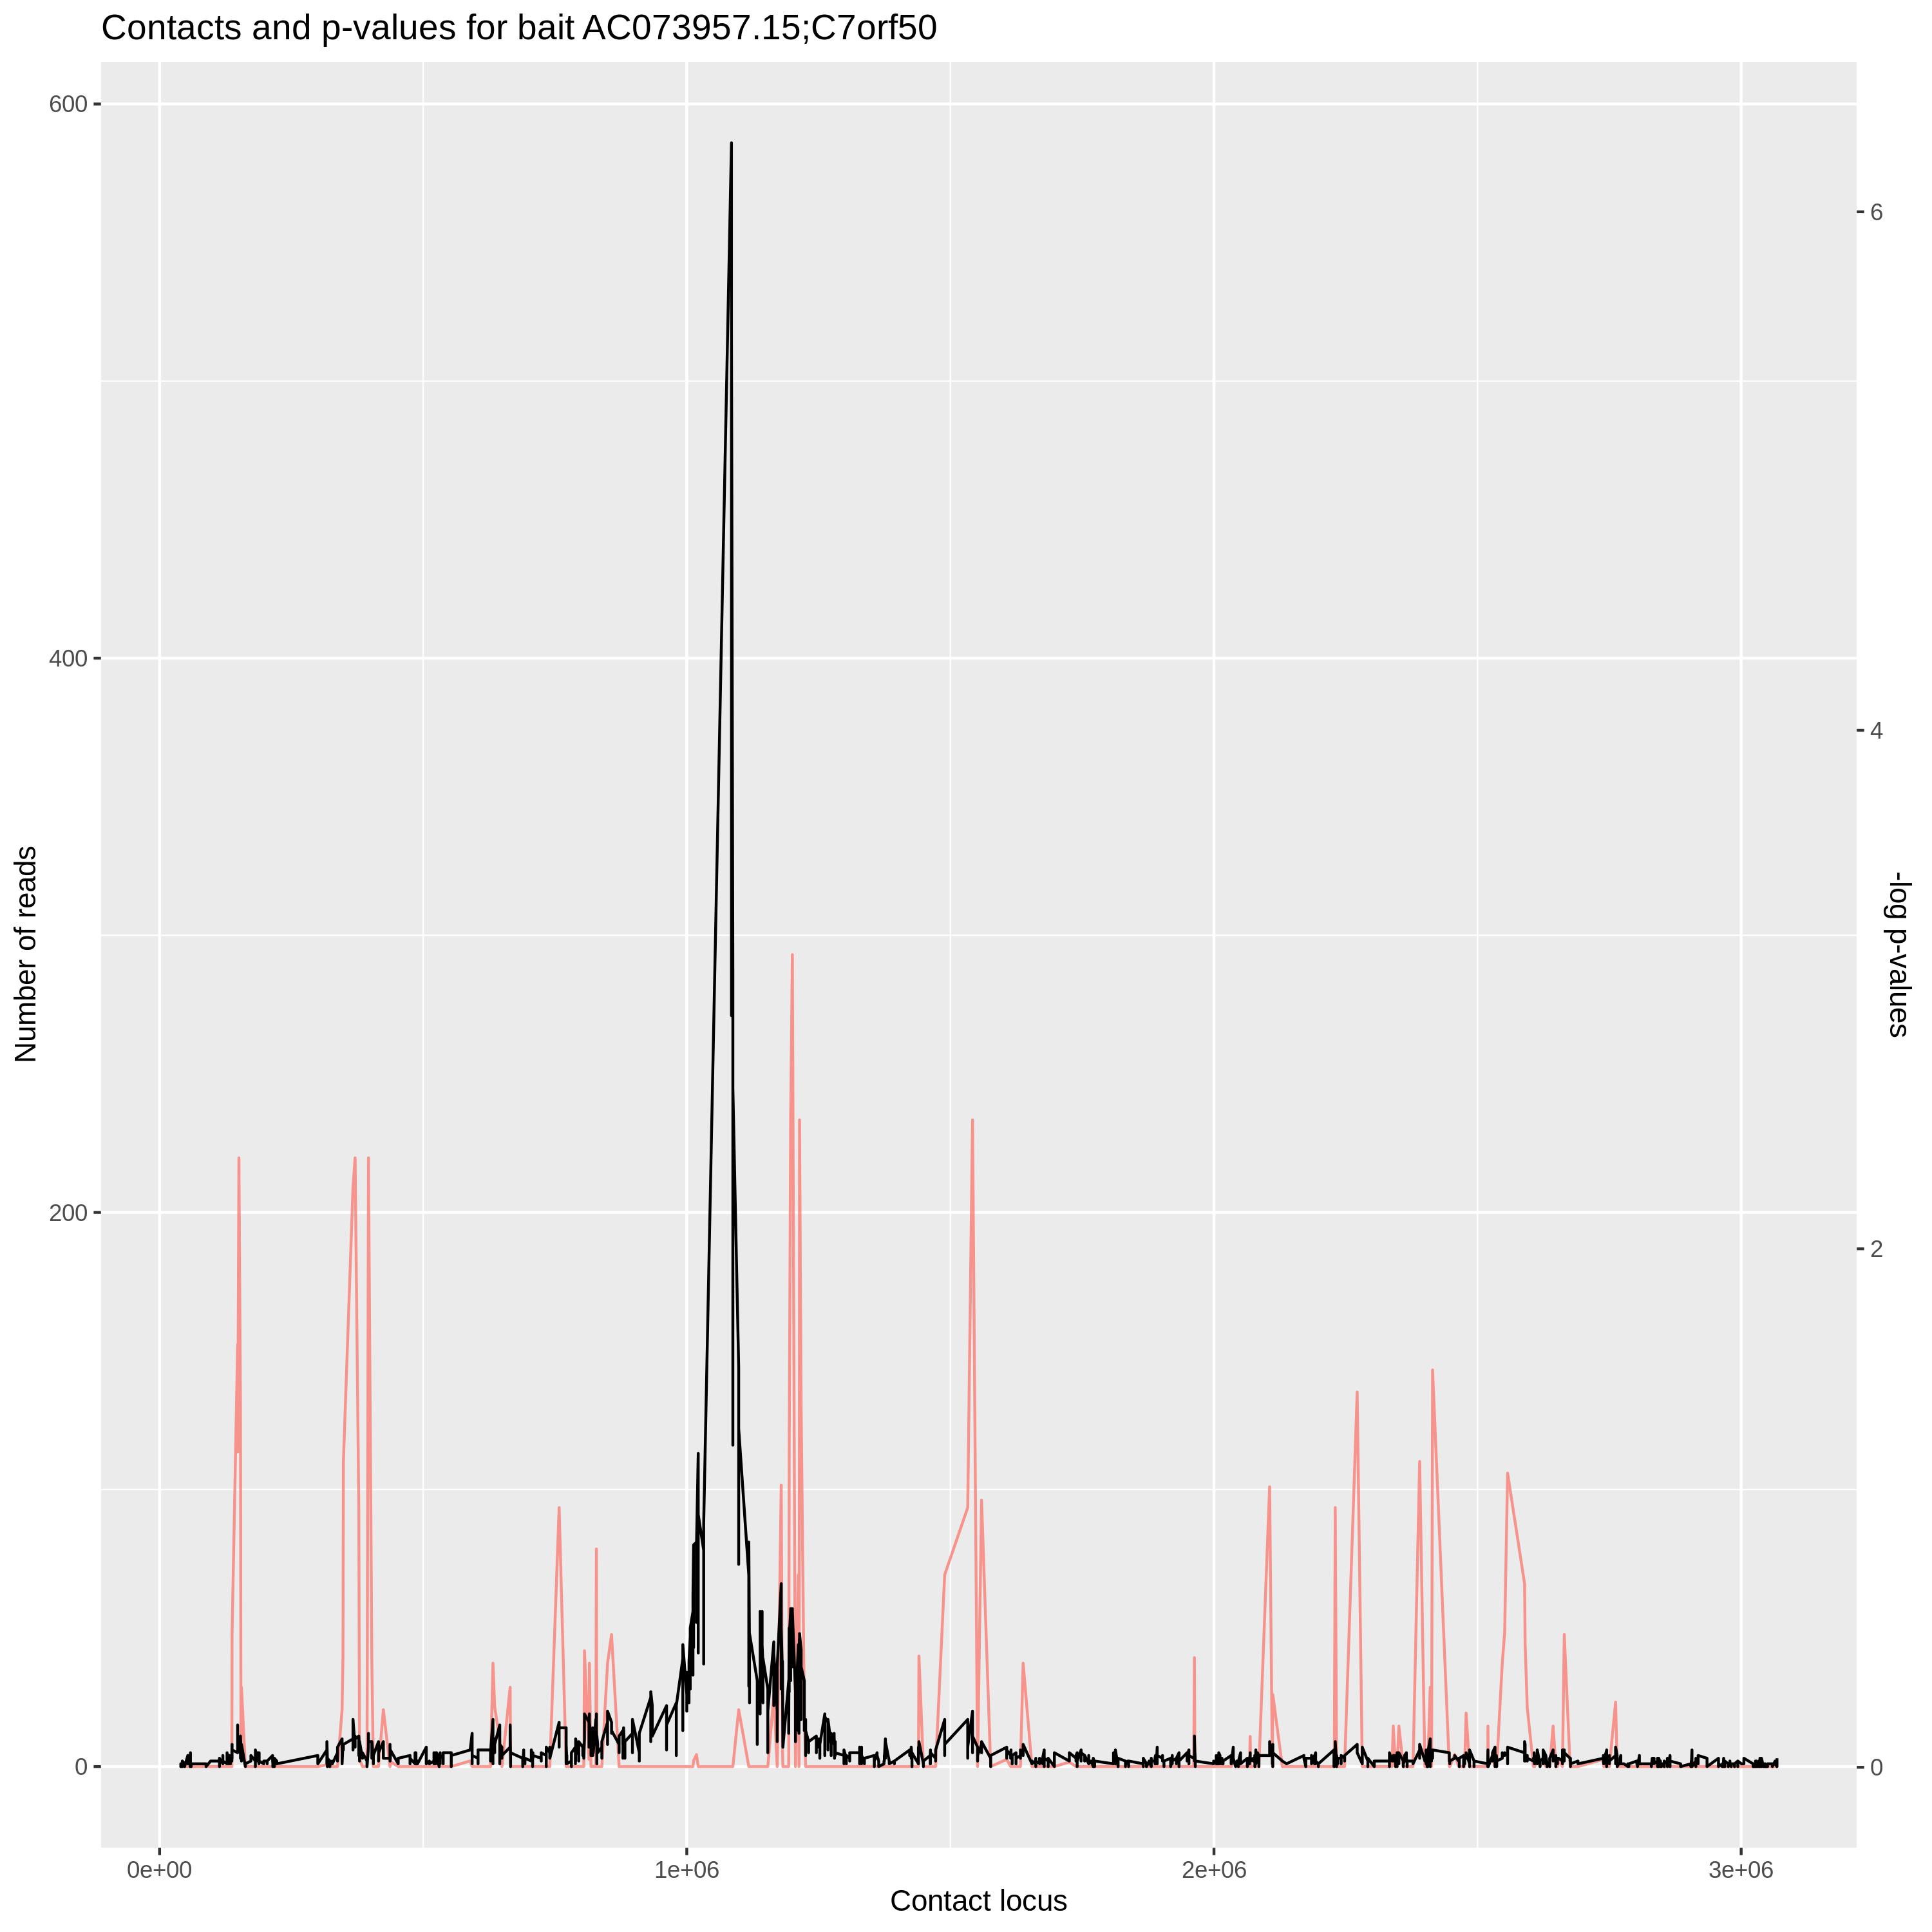 Contacts and p-values for bait AC073957.15;C7orf50
600
400
200
0
Number of reads
6
4
2
0
-log p-values
0e+00 1e+06 2e+06 3e+06
Contact locus